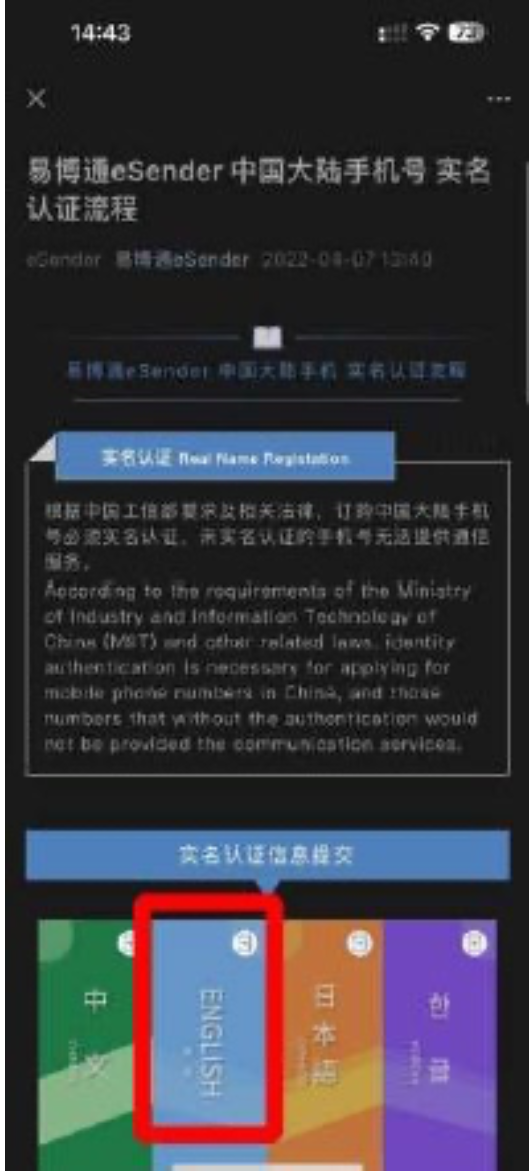 14:43
73
易博通eSender 中国大陆手机号 实名
认证流程
eSender 易博通eSender 2022-04-07 13:40
易博通eSender 中国大陆手机 实名认证流程
实名认证 Real Name Registation
根据中国工信部要求及相关法律，订购中国大陆手机
号必须实名认证，未实名认证的手机号无法提供通信
服务。
According to the requirements of the Ministry
of Industry and Information Technology of
China (MIIT) and other related laws, identity
authentication is necessary for applying for
mobile phone numbers in China, and those
numbers that without the authentication would
not be provided the communication services.
实名认证信息提交
中文
ENGLISH
日本語
한